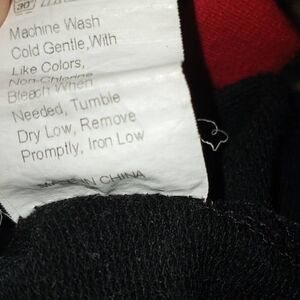 30
Machine Wash
Cold Gentle,With
Like Colors,
Non-Chlorine
Bleach When
Needed, Tumble
Dry Low, Remove
Promptly, Iron Low
MADE IN CHINA